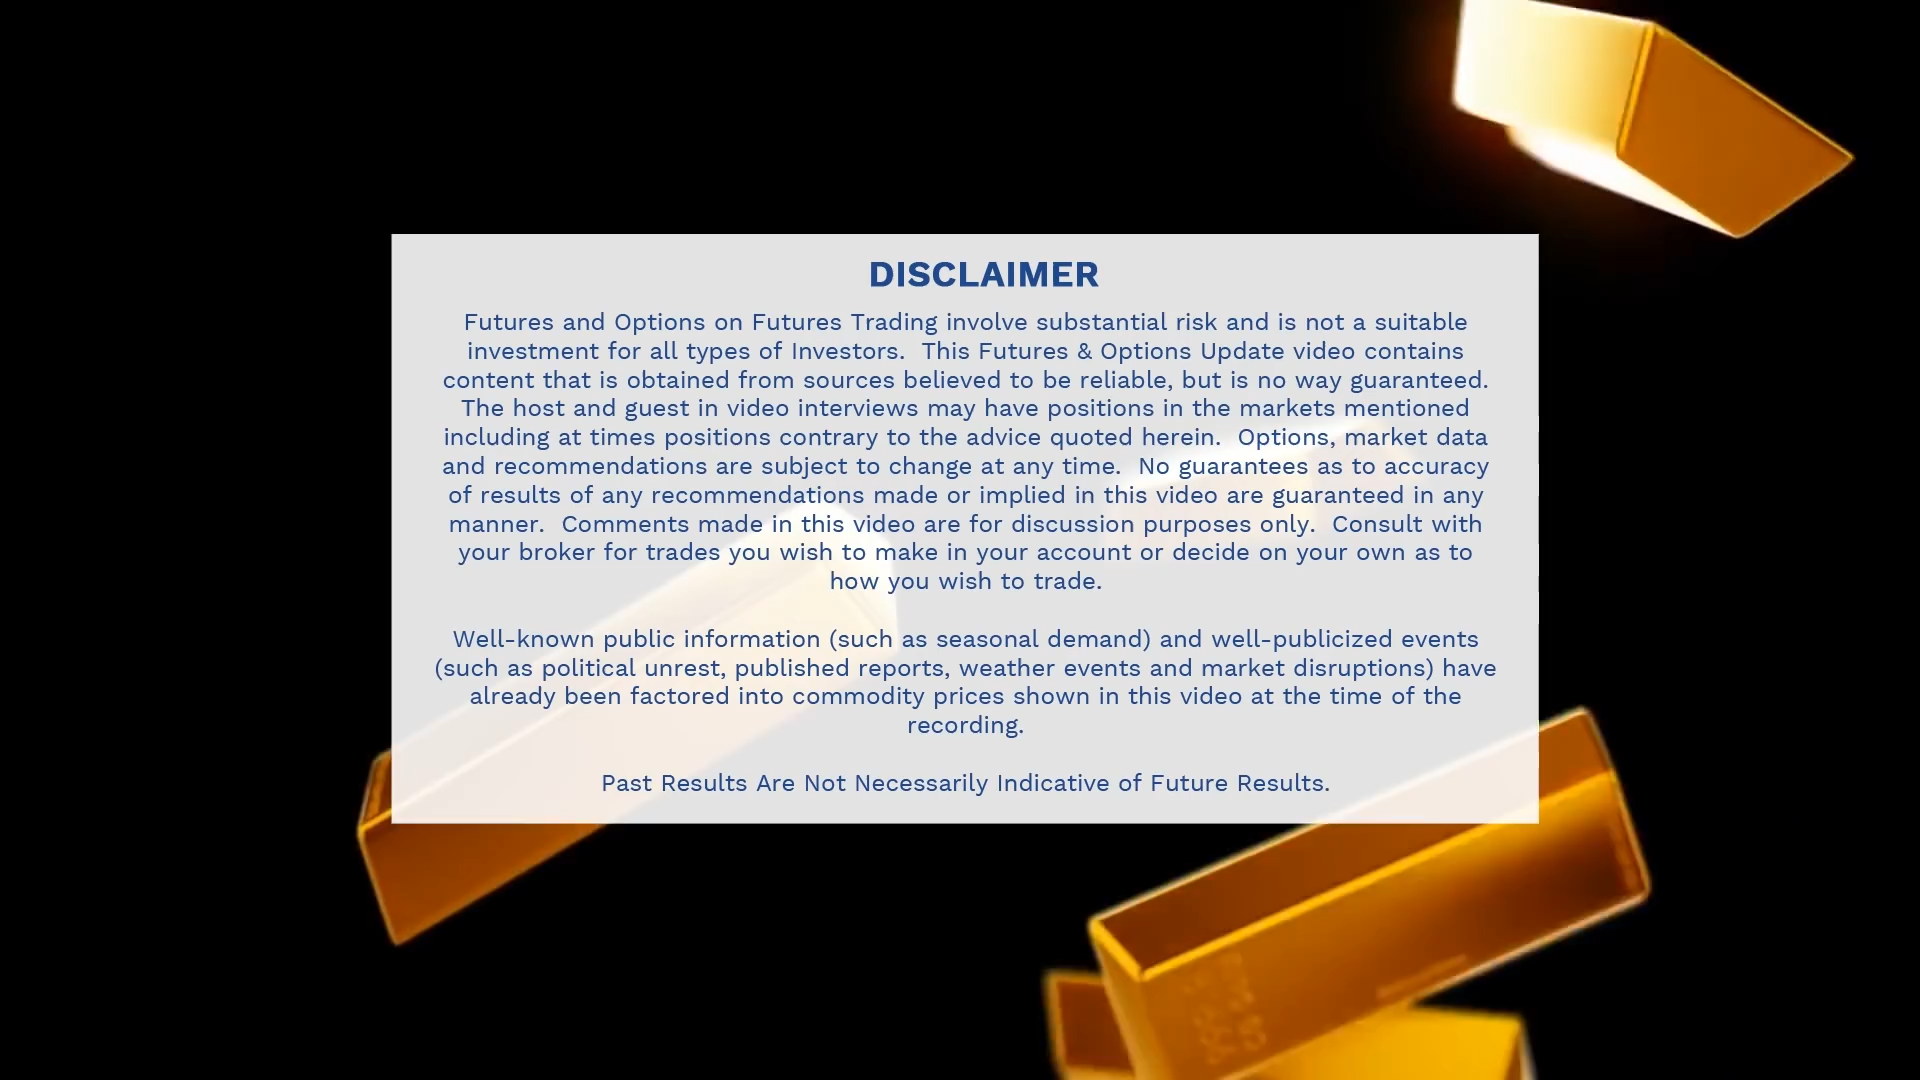 DISCLAIMER
Futures and Options on Futures Trading involve substantial risk and is not a suitable
investment for all types of Investors.  This Futures & Options Update video contains
content that is obtained from sources believed to be reliable, but is no way guaranteed.
The host and guest in video interviews may have positions in the markets mentioned
including at times positions contrary to the advice quoted herein.  Options, market data
and recommendations are subject to change at any time.  No guarantees as to accuracy
of results of any recommendations made or implied in this video are guaranteed in any
manner.  Comments made in this video are for discussion purposes only.  Consult with
your broker for trades you wish to make in your account or decide on your own as to
how you wish to trade.
Well-known public information (such as seasonal demand) and well-publicized events
(such as political unrest, published reports, weather events and market disruptions) have
already been factored into commodity prices shown in this video at the time of the
recording.
Past Results Are Not Necessarily Indicative of Future Results.